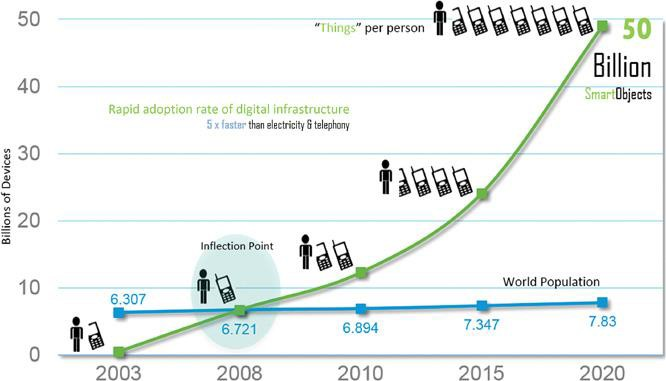 50
"Things" per person
50
Billion
SmartObjects
40
Rapid adoption rate of digital infrastructure
5 x faster than electricity & telephony
30
Billions of Devices
20
Inflection Point
10
World Population
6.307
6.721
6.894
7.347
7.83
0
2003
2008
2010
2015
2020